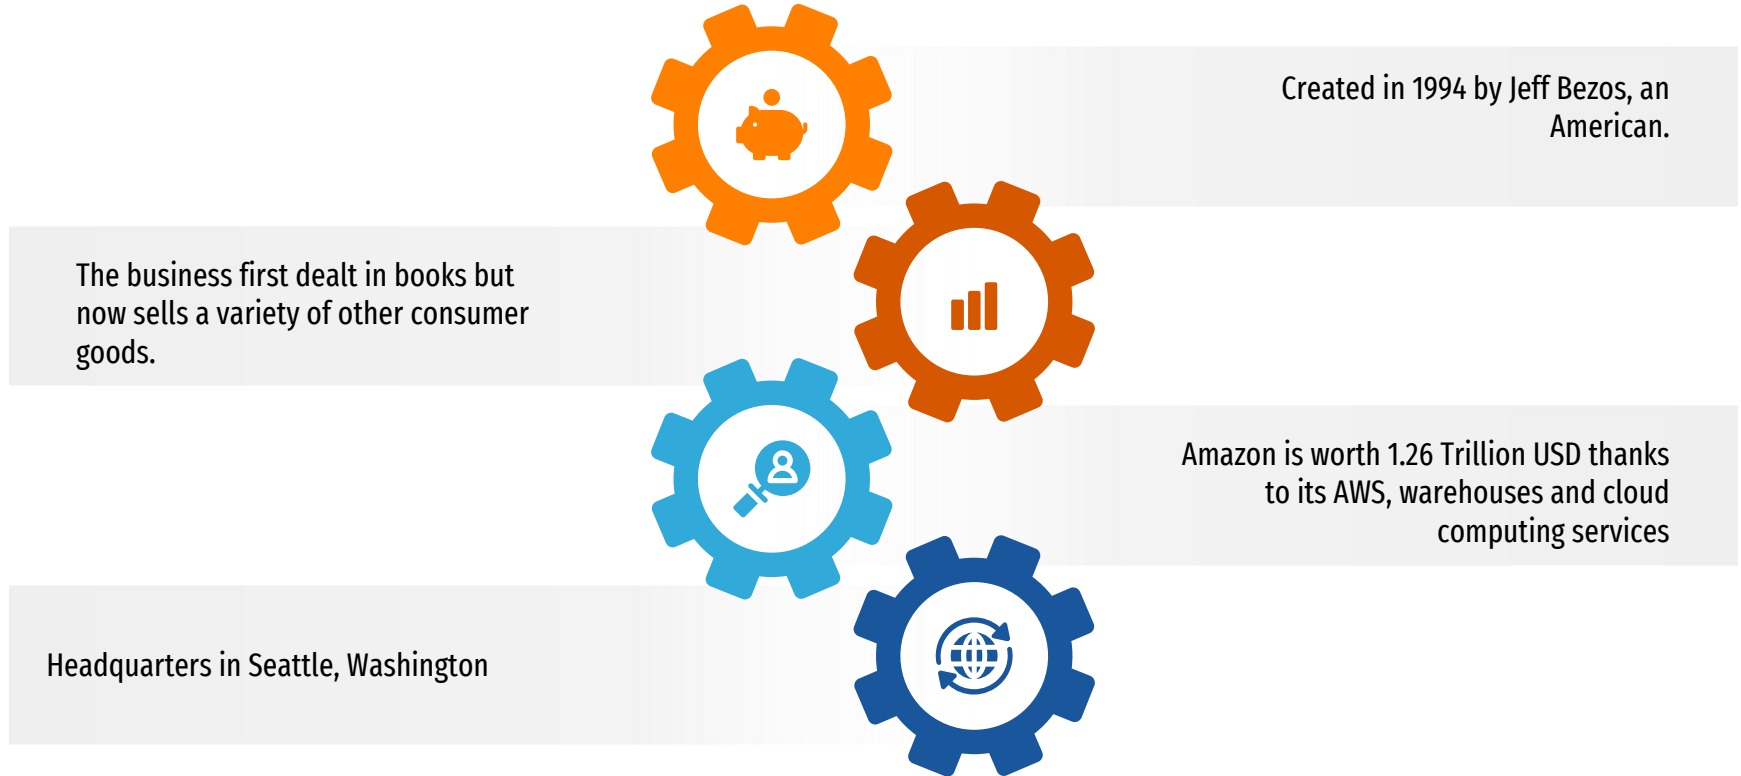 Created in 1994 by Jeff Bezos, an
American.
The business first dealt in books but
now sells a variety of other consumer
goods.
Amazon is worth 1.26 Trillion USD thanks
to its AWS, warehouses and cloud
computing services
Headquarters in Seattle, Washington